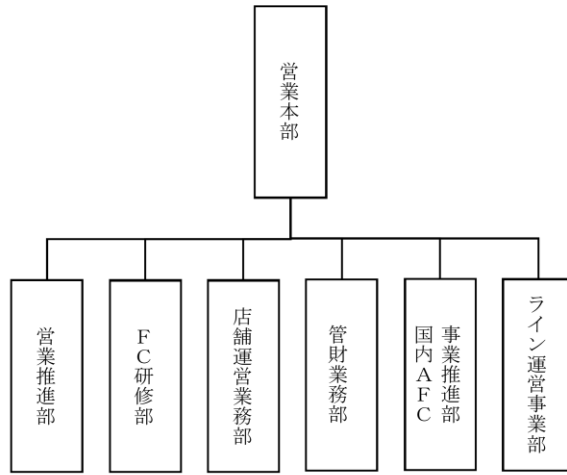 営業本部
営業推進部
FC研修部
店舗運営業務部
管財業務部
事業推進部
国内AFC
ライン運営事業部